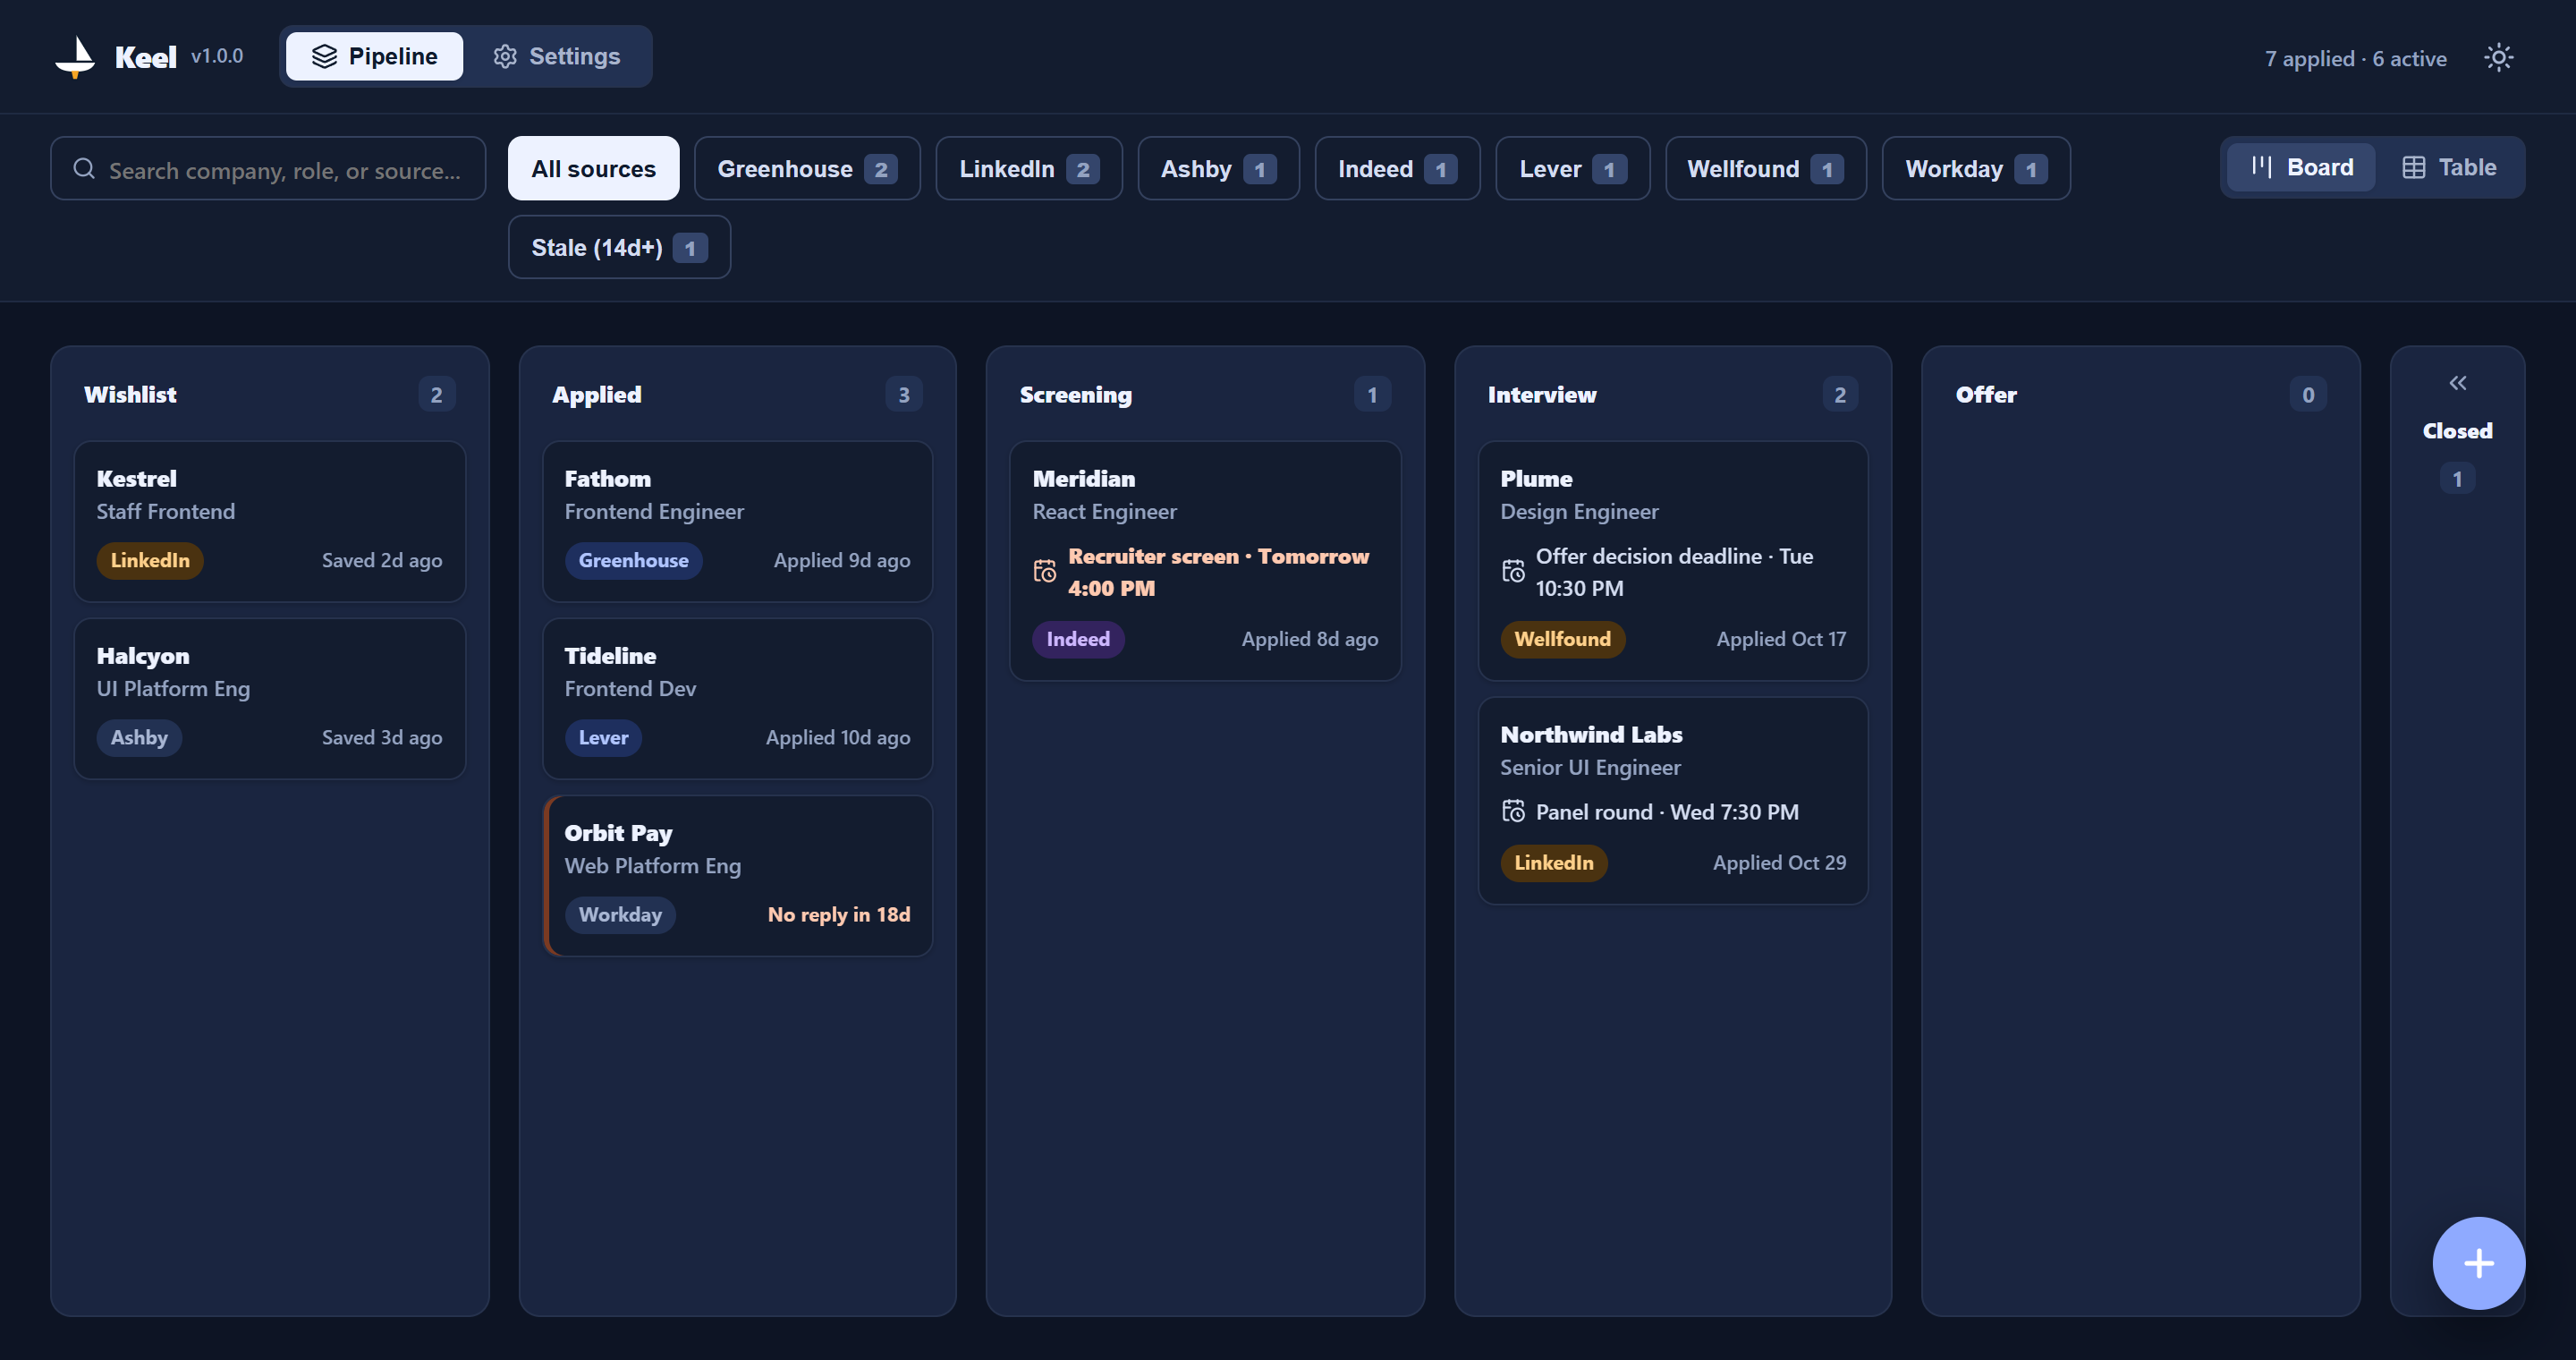 Keel v1.0.0
Pipeline
Settings
7 applied · 6 active
Search company, role, or source...
All sources
Greenhouse 2
LinkedIn 2
Ashby 1
Indeed 1
Lever 1
Wellfound 1
Workday 1
Stale (14d+) 1
Board
Table
Wishlist 2
Kestrel
Staff Frontend
LinkedIn Saved 2d ago
Halcyon
UI Platform Eng
Ashby Saved 3d ago
Applied 3
Fathom
Frontend Engineer
Greenhouse Applied 9d ago
Tideline
Frontend Dev
Lever Applied 10d ago
Orbit Pay
Web Platform Eng
Workday No reply in 18d
Screening 1
Meridian
React Engineer
Recruiter screen · Tomorrow
4:00 PM
Indeed Applied 8d ago
Interview 2
Plume
Design Engineer
Offer decision deadline · Tue
10:30 PM
Wellfound Applied Oct 17
Northwind Labs
Senior UI Engineer
Panel round · Wed 7:30 PM
LinkedIn Applied Oct 29
Offer 0
Closed
1